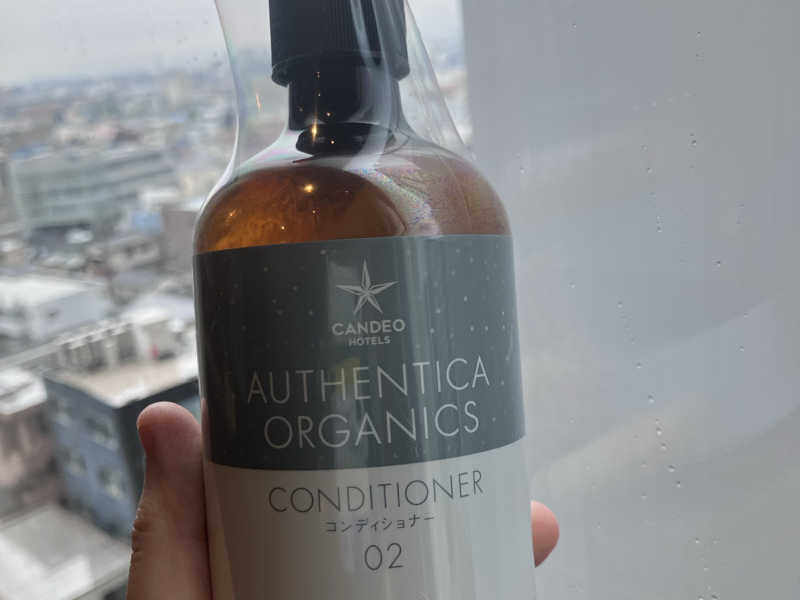 CANDEO
HOTELS
AUTHENTICA
ORGANICS
CONDITIONER
コンディショナー
02